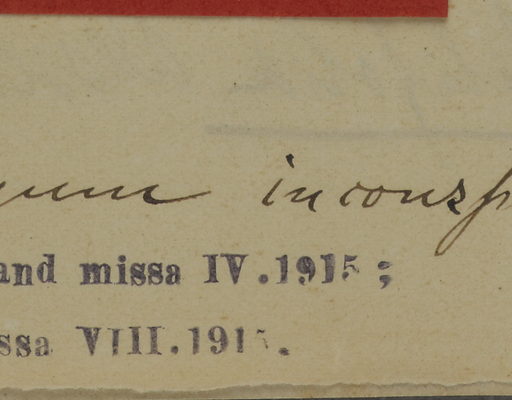 inconsp
and missa IV.1915;
ssa VIII.191